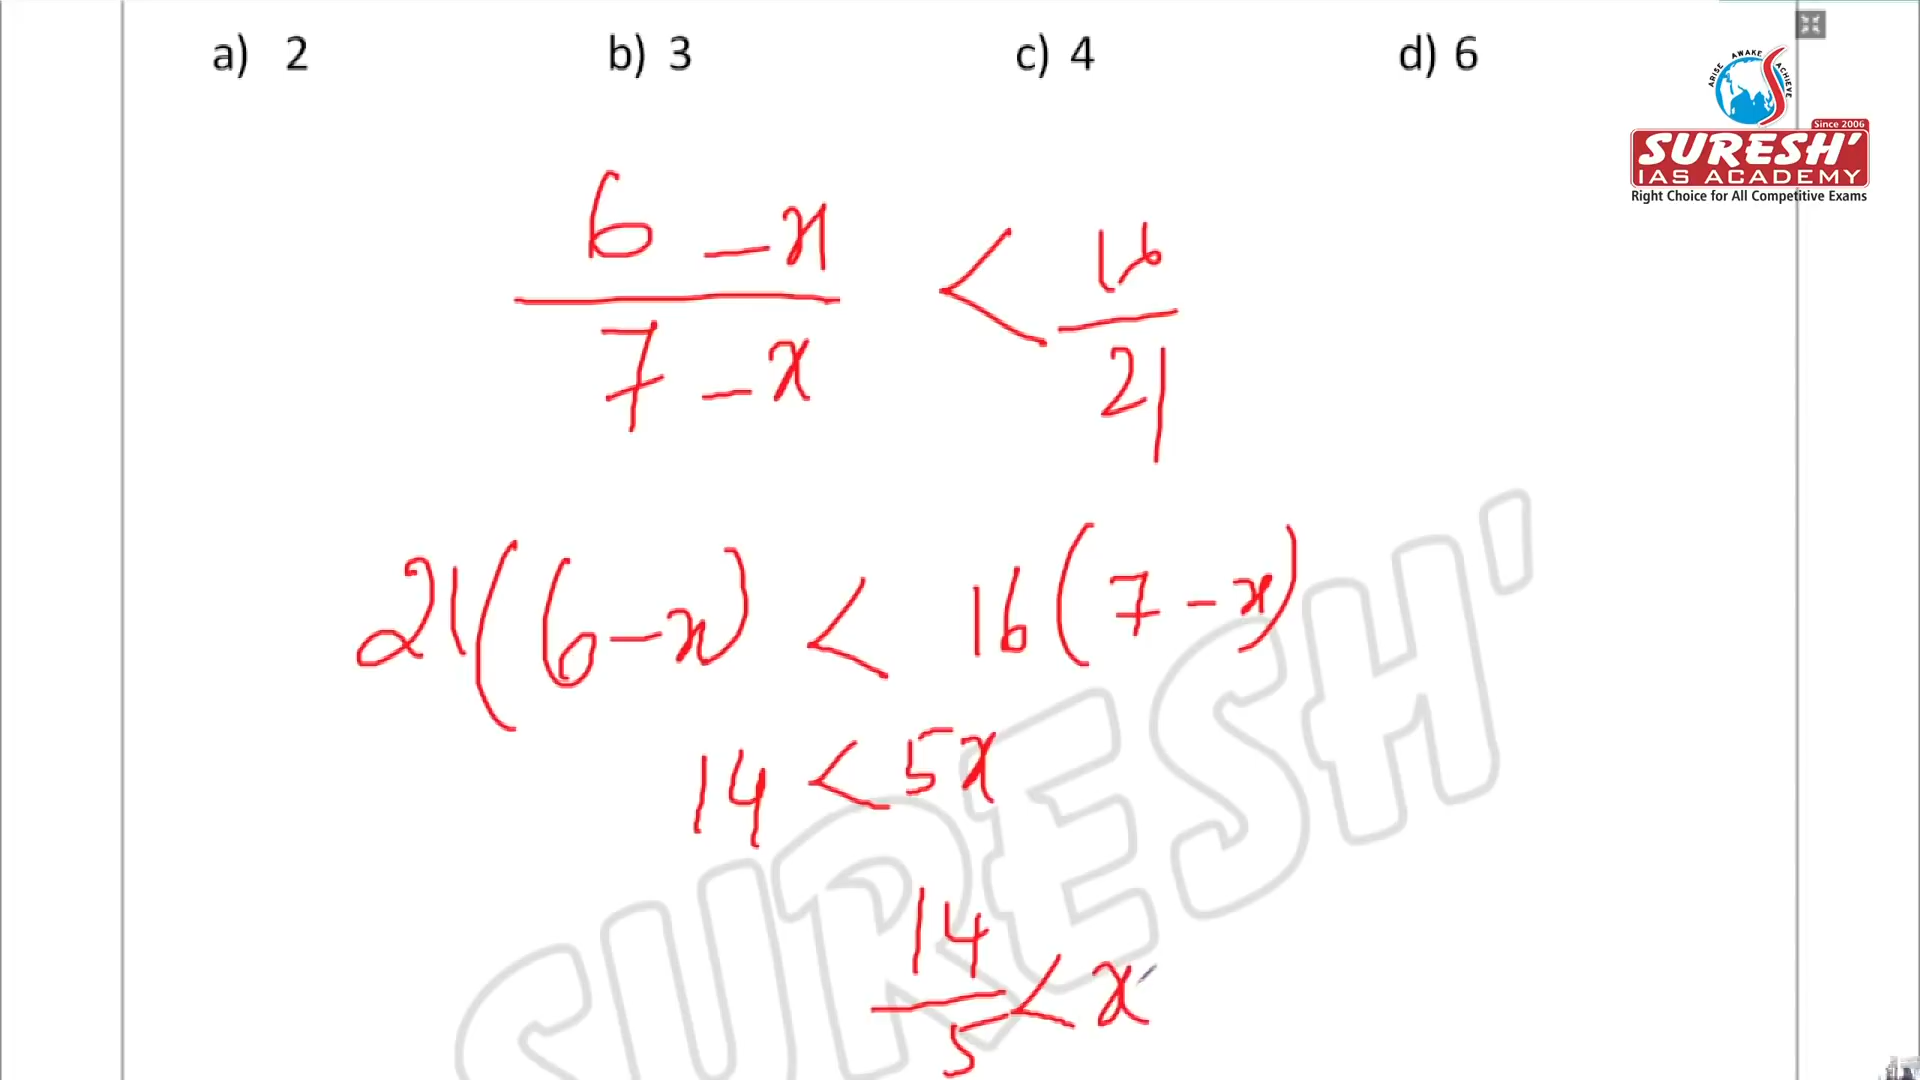 a) 2 b) 3 c) 4 d) 6
ARISE AWAKE ACHIEVE
Since 2006
SURESH'
IAS ACADEMY
Right Choice for All Competitive Exams
6 - x / 7 - x < 16 / 21
21(6 - x) < 16(7 - x)
14 < 5x
14 / 5 < x
SURESH'